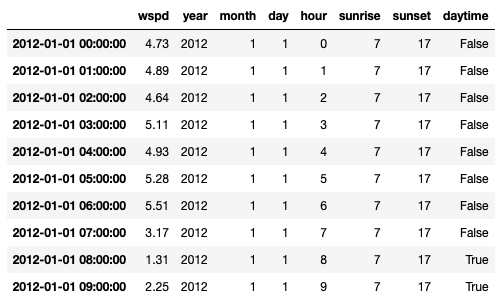 wspd year month day hour sunrise sunset daytime
2012-01-01 00:00:00 4.73 2012 1 1 0 7 17 False
2012-01-01 01:00:00 4.89 2012 1 1 1 7 17 False
2012-01-01 02:00:00 4.64 2012 1 1 2 7 17 False
2012-01-01 03:00:00 5.11 2012 1 1 3 7 17 False
2012-01-01 04:00:00 4.93 2012 1 1 4 7 17 False
2012-01-01 05:00:00 5.28 2012 1 1 5 7 17 False
2012-01-01 06:00:00 5.51 2012 1 1 6 7 17 False
2012-01-01 07:00:00 3.17 2012 1 1 7 7 17 False
2012-01-01 08:00:00 1.31 2012 1 1 8 7 17 True
2012-01-01 09:00:00 2.25 2012 1 1 9 7 17 True